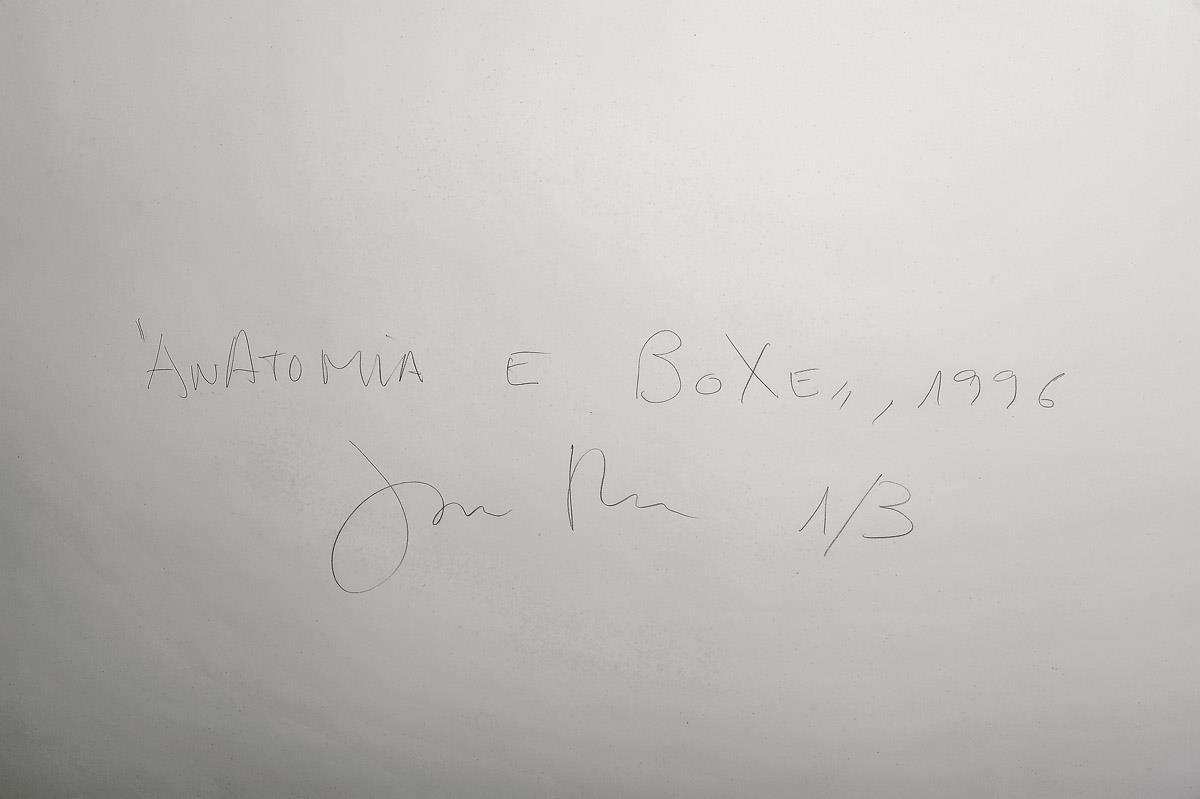 "ANATOMIA E BOXE", 1996
1/3